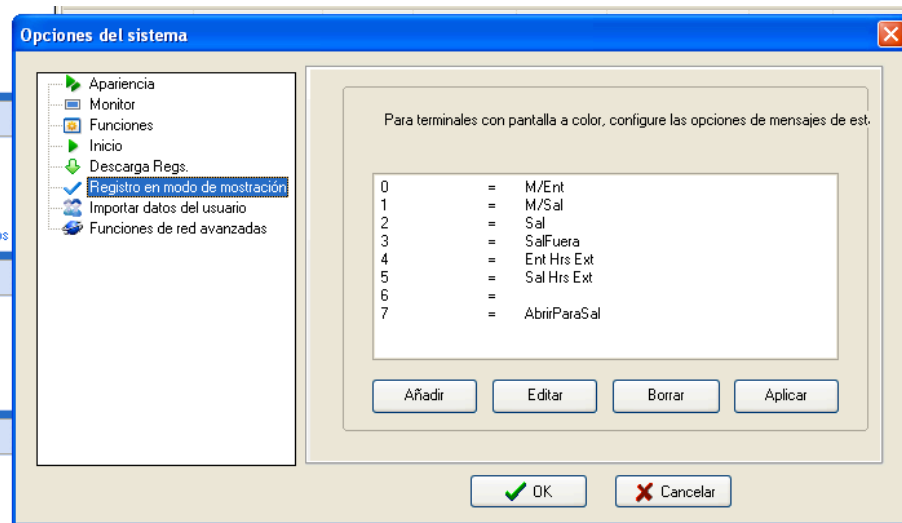 Opciones del sistema
Apariencia
Monitor
Funciones
Inicio
Descarga Regs.
Registro en modo de mostración
Importar datos del usuario
Funciones de red avanzadas
Para terminales con pantalla a color, configure las opciones de mensajes de est
0 = M/Ent
1 = M/Sal
2 = Sal
3 = SalFuera
4 = Ent Hrs Ext
5 = Sal Hrs Ext
6 =
7 = AbrirParaSal
Añadir Editar Borrar Aplicar
OK Cancelar